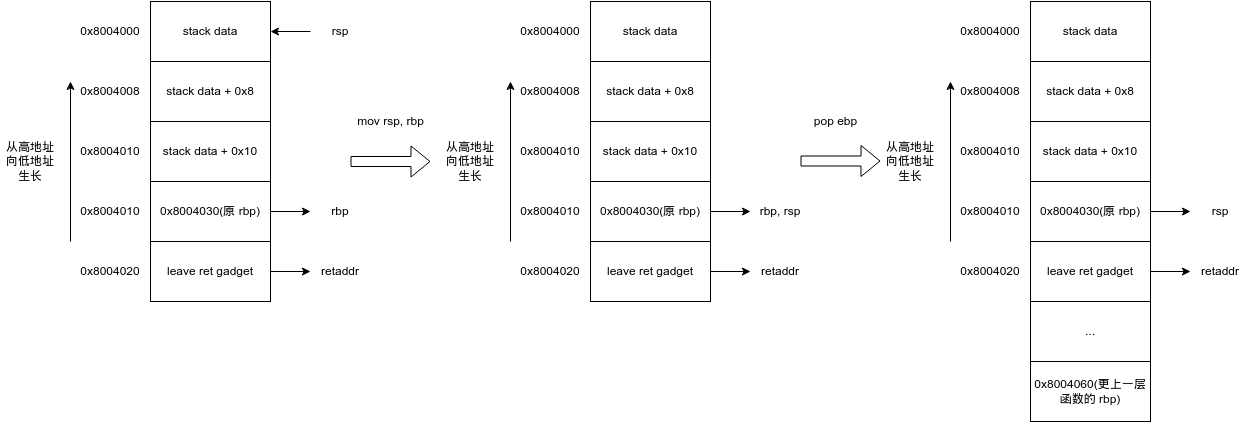 0x8004000 stack data rsp
0x8004008 stack data + 0x8
从高地址
向低地址
生长
0x8004010 stack data + 0x10
0x8004010 0x8004030(原 rbp) rbp
0x8004020 leave ret gadget retaddr
mov rsp, rbp
0x8004000 stack data
0x8004008 stack data + 0x8
从高地址
向低地址
生长
0x8004010 stack data + 0x10
0x8004010 0x8004030(原 rbp) rbp, rsp
0x8004020 leave ret gadget retaddr
pop ebp
0x8004000 stack data
0x8004008 stack data + 0x8
从高地址
向低地址
生长
0x8004010 stack data + 0x10
0x8004010 0x8004030(原 rbp) rsp
0x8004020 leave ret gadget retaddr
...
0x8004060(更上一层
函数的 rbp)